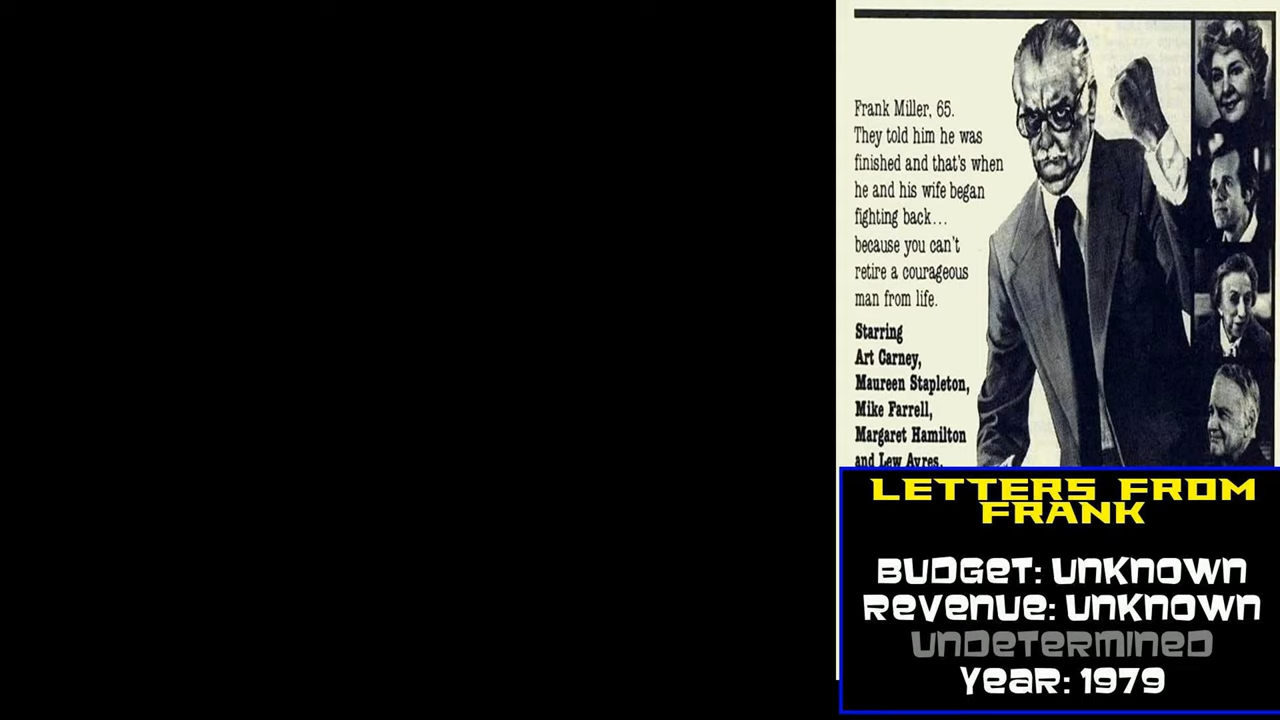 Frank Miller, 65.
They told him he was
finished and that's when
he and his wife began
fighting back...
because you can't
retire a courageous
man from life.
Starring
Art Carney,
Maureen Stapleton,
Mike Farrell,
Margaret Hamilton
and Lew Ayres.
LETTERS FROM
FRANK
BUDGET: UNKNOWN
REVENUE: UNKNOWN
UNDETERMINED
YEAR: 1979